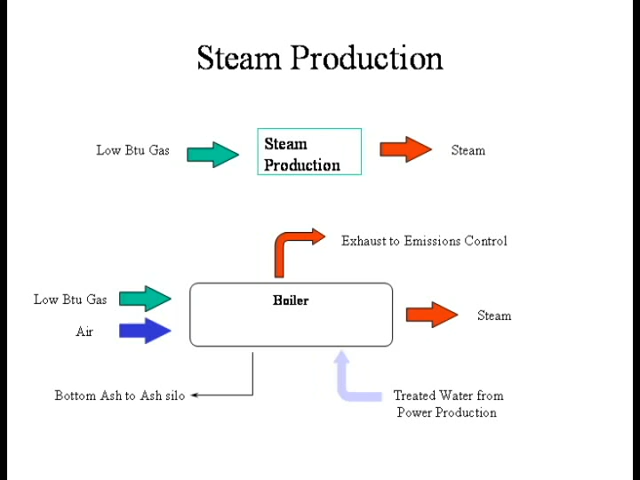 Steam Production
Low Btu Gas
Steam
Production
Steam
Exhaust to Emissions Control
Low Btu Gas
Boiler
Steam
Air
Bottom Ash to Ash silo
Treated Water from
Power Production